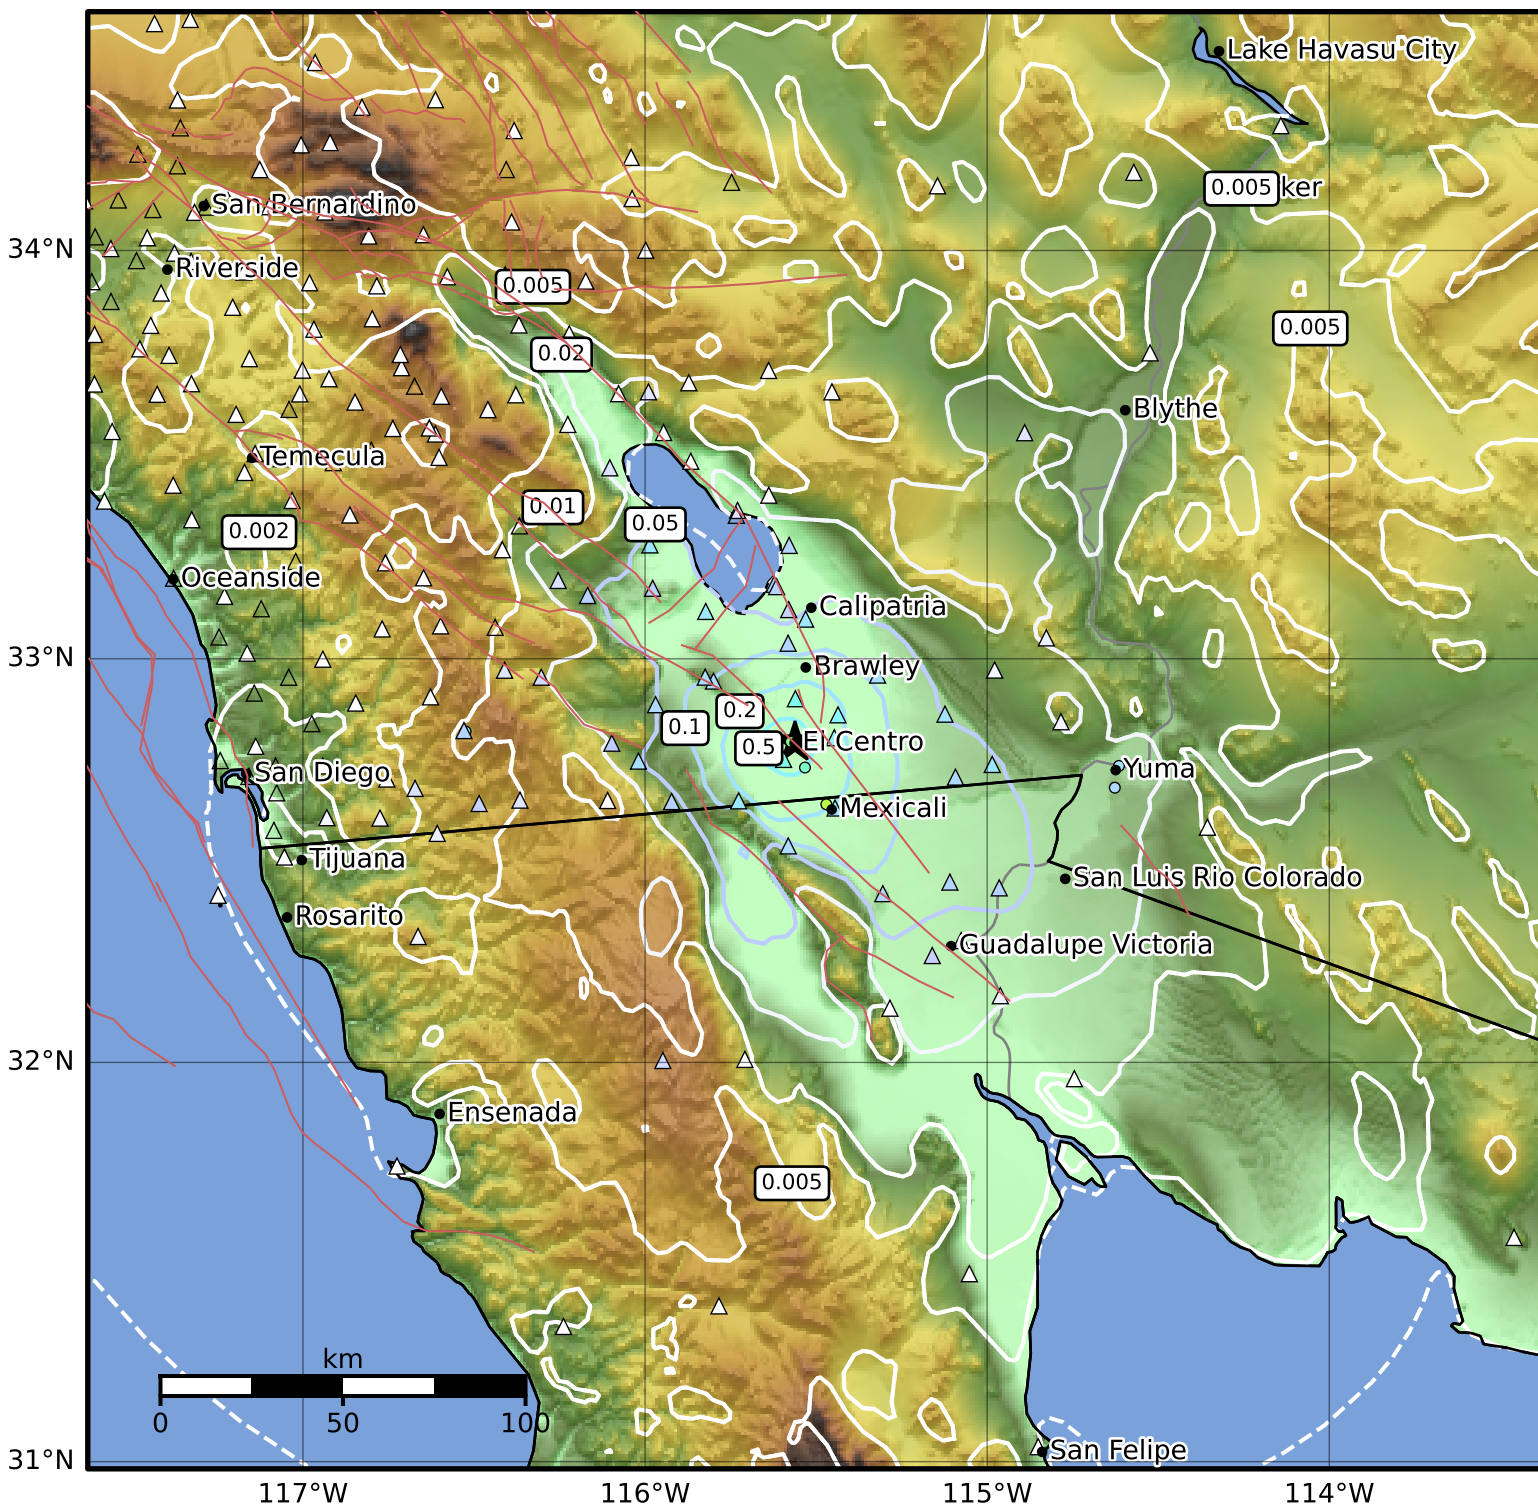 Lake Havasu City
0.005
ker
San Bernardino
34°N
Riverside
0.005
0.005
0.02
Blythe
Temecula
0.01
0.05
0.002
Oceanside
Calipatria
33°N
Brawley
0.2
0.1
0.5
El Centro
San Diego
Yuma
Mexicali
Tijuana
San Luis Rio Colorado
Rosarito
Guadalupe Victoria
32°N
Ensenada
0.005
km
0 50 100
31°N
San Felipe
117°W 116°W 115°W 114°W